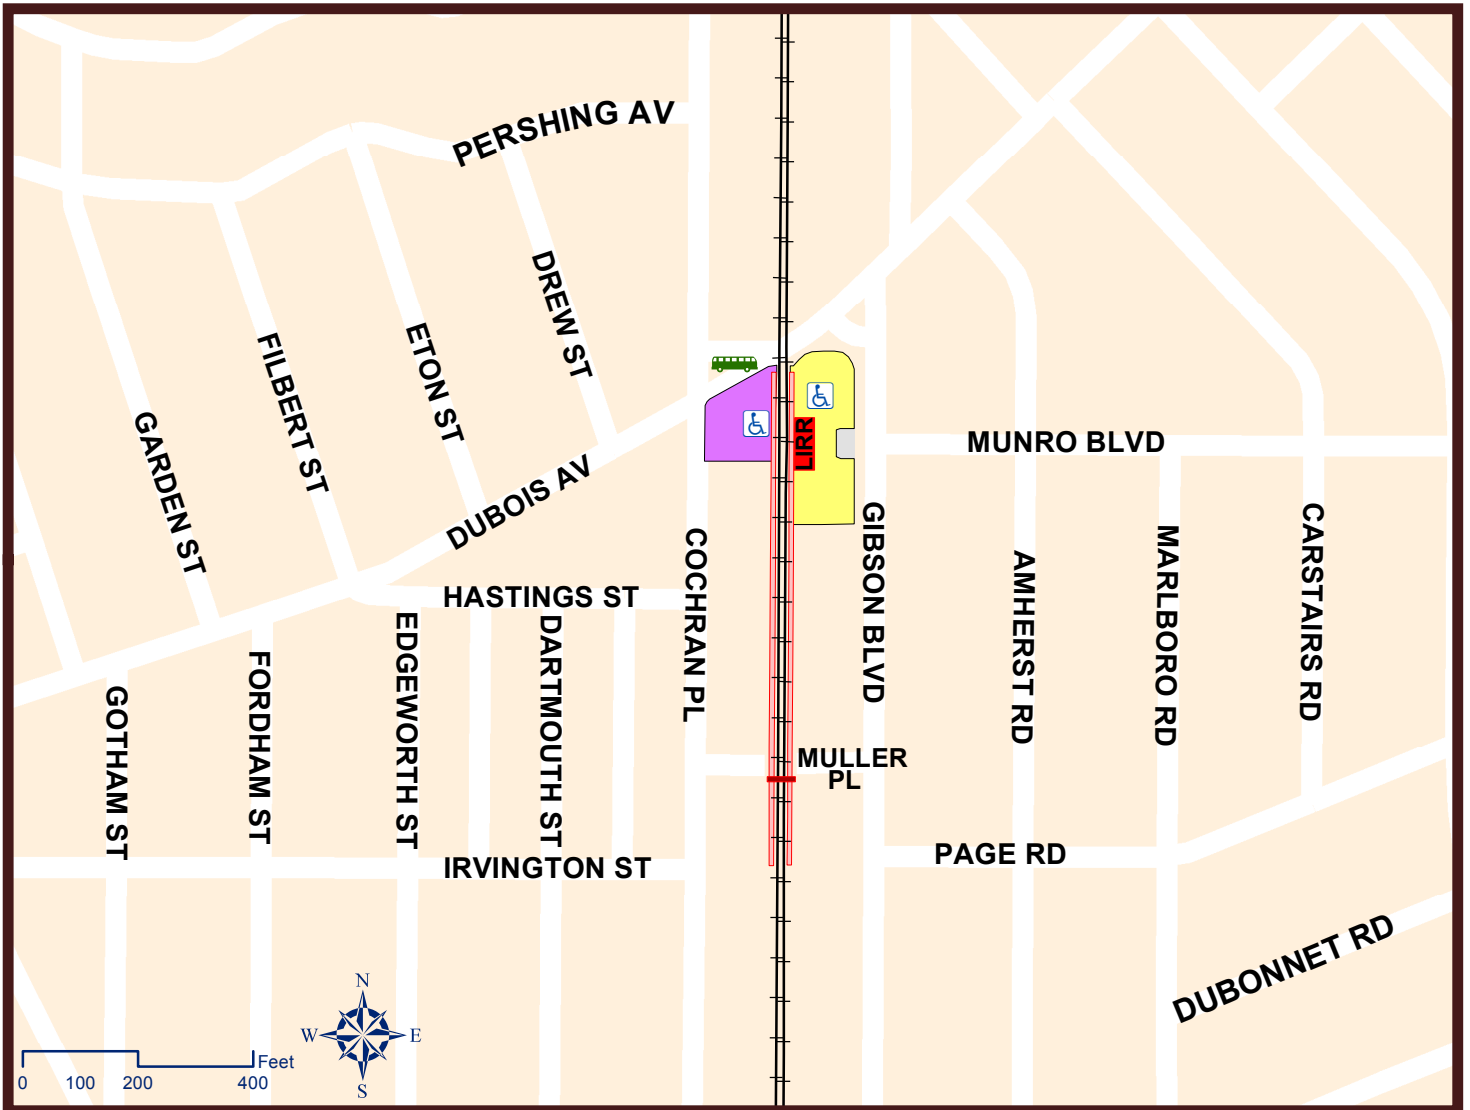 PERSHING AV
DREW ST
ETON ST
FILBERT ST
GARDEN ST
DUBOIS AV
LIRR
MUNRO BLVD
HASTINGS ST
COCHRAN PL
GIBSON BLVD
AMHERST RD
MARLBORO RD
CARSTAIRS RD
GOTHAM ST
FORDHAM ST
EDGEWORTH ST
DARTMOUTH ST
MULLER
PL
IRVINGTON ST
PAGE RD
DUBONNET RD
N
W
E
S
Feet
0 100 200 400